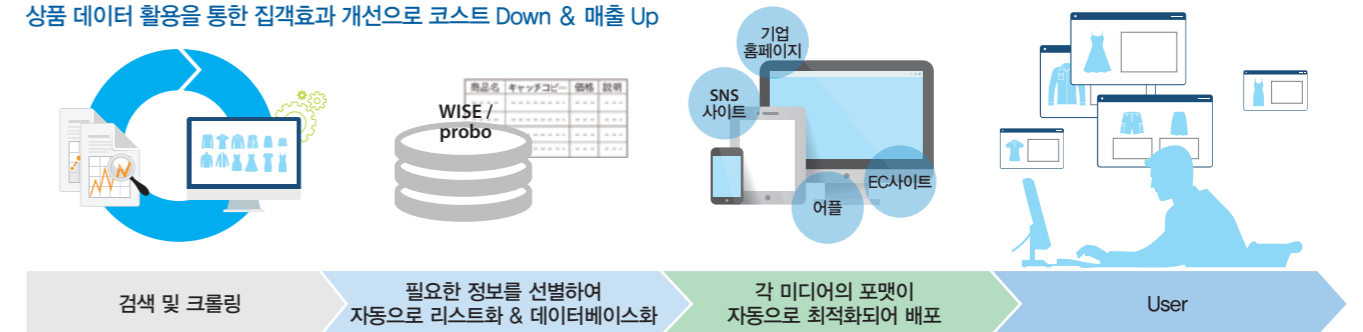 상품 데이터 활용을 통한 집객효과 개선으로 코스트 Down & 매출 Up
WISE /
probo
商品名 キャッチコピー 価格 説明
기업
홈페이지
SNS
사이트
EC사이트
어플
검색 및 크롤링
필요한 정보를 선별하여
자동으로 리스트화 & 데이터베이스화
각 미디어의 포맷이
자동으로 최적화되어 배포
User